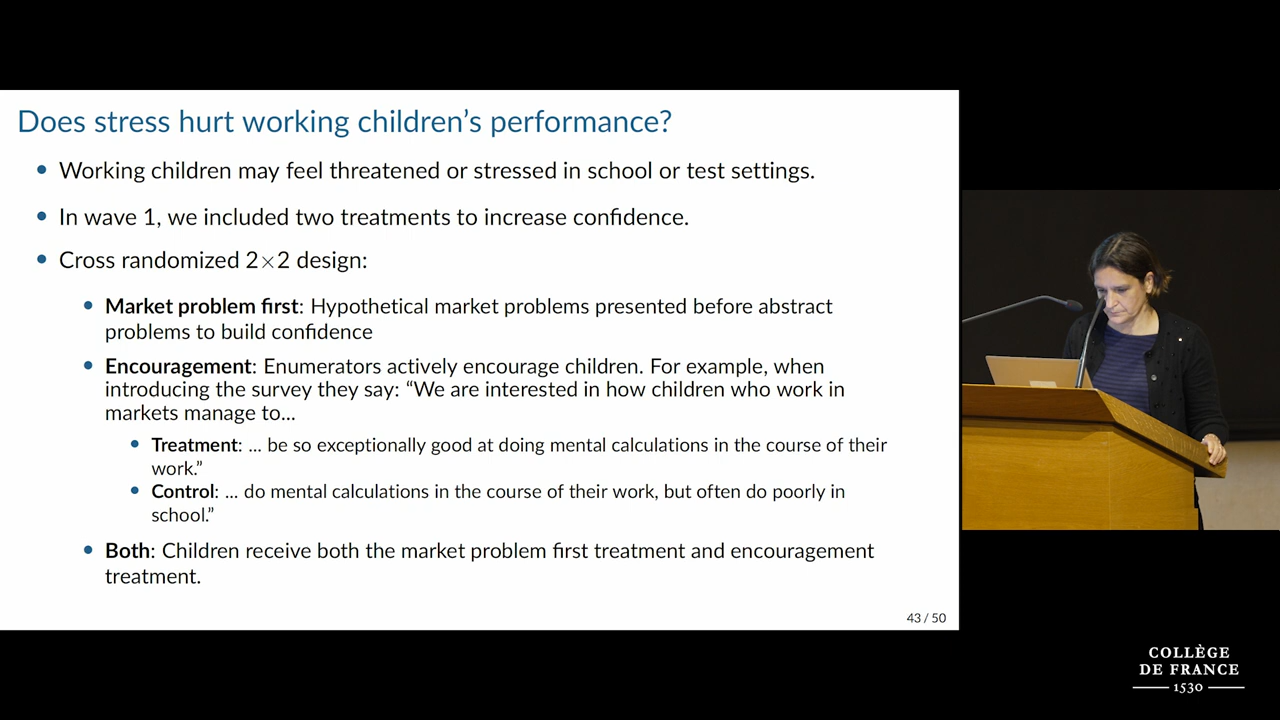 Does stress hurt working children's performance?
• Working children may feel threatened or stressed in school or test settings.
• In wave 1, we included two treatments to increase confidence.
• Cross randomized 2×2 design:
• Market problem first: Hypothetical market problems presented before abstract
problems to build confidence
• Encouragement: Enumerators actively encourage children. For example, when
introducing the survey they say: “We are interested in how children who work in
markets manage to...
• Treatment: ... be so exceptionally good at doing mental calculations in the course of their
work.”
• Control: ... do mental calculations in the course of their work, but often do poorly in
school.”
• Both: Children receive both the market problem first treatment and encouragement
treatment.
43 / 50
COLLÈGE
DE FRANCE
1530